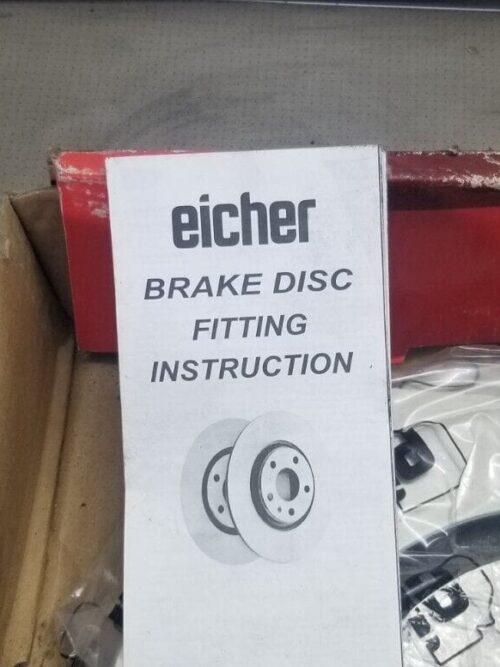 eicher
BRAKE DISC
FITTING
INSTRUCTION